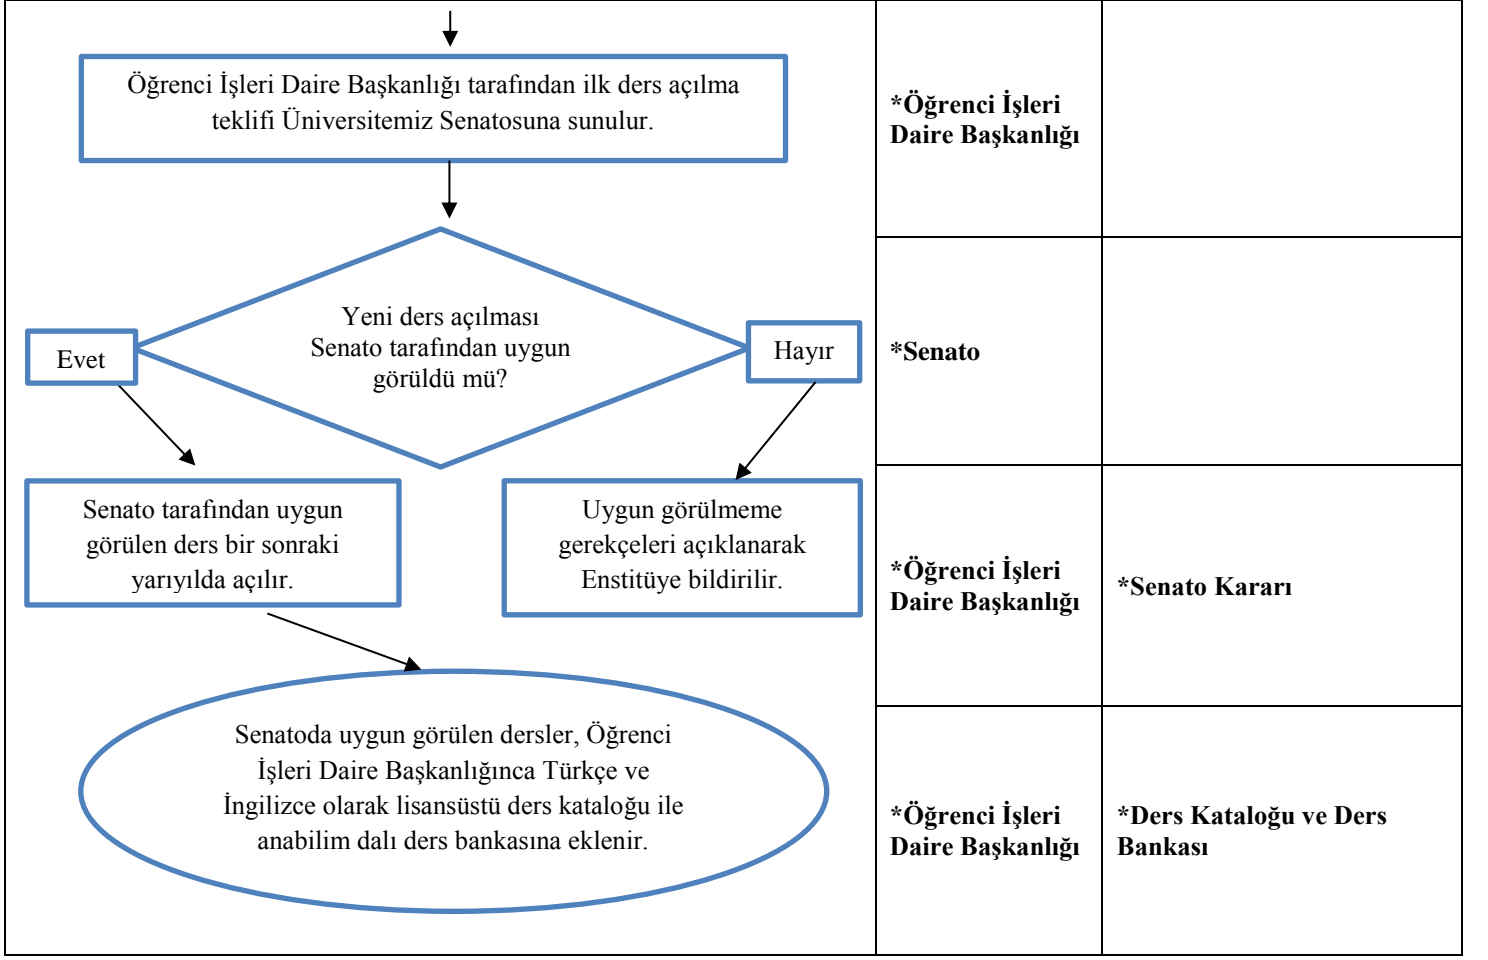 Öğrenci İşleri Daire Başkanlığı tarafından ilk ders açılma
teklifi Üniversitemiz Senatosuna sunulur.
*Öğrenci İşleri
Daire Başkanlığı
Yeni ders açılması
Senato tarafından uygun
görüldü mü?
Evet
Hayır
*Senato
Senato tarafından uygun
görülen ders bir sonraki
yarıyılda açılır.
Uygun görülmeme
gerekçeleri açıklanarak
Enstitüye bildirilir.
*Öğrenci İşleri
Daire Başkanlığı
*Senato Kararı
Senatoda uygun görülen dersler, Öğrenci
İşleri Daire Başkanlığınca Türkçe ve
İngilizce olarak lisansüstü ders kataloğu ile
anabilim dalı ders bankasına eklenir.
*Öğrenci İşleri
Daire Başkanlığı
*Ders Kataloğu ve Ders
Bankası